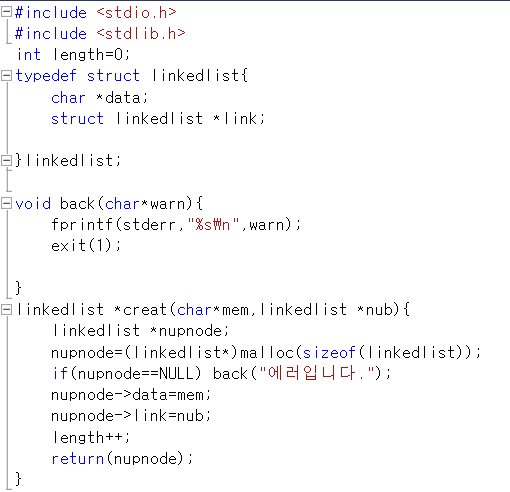 #include <stdio.h>
#include <stdlib.h>
int length=0;
typedef struct linkedlist{
char *data;
struct linkedlist *link;
}linkedlist;
void back(char*warn){
fprintf(stderr,"%s₩n",warn);
exit(1);
}
linkedlist *creat(char*mem,linkedlist *nub){
linkedlist *nupnode;
nupnode=(linkedlist*)malloc(sizeof(linkedlist));
if(nupnode==NULL) back("에러입니다.");
nupnode->data=mem;
nupnode->link=nub;
length++;
return(nupnode);
}